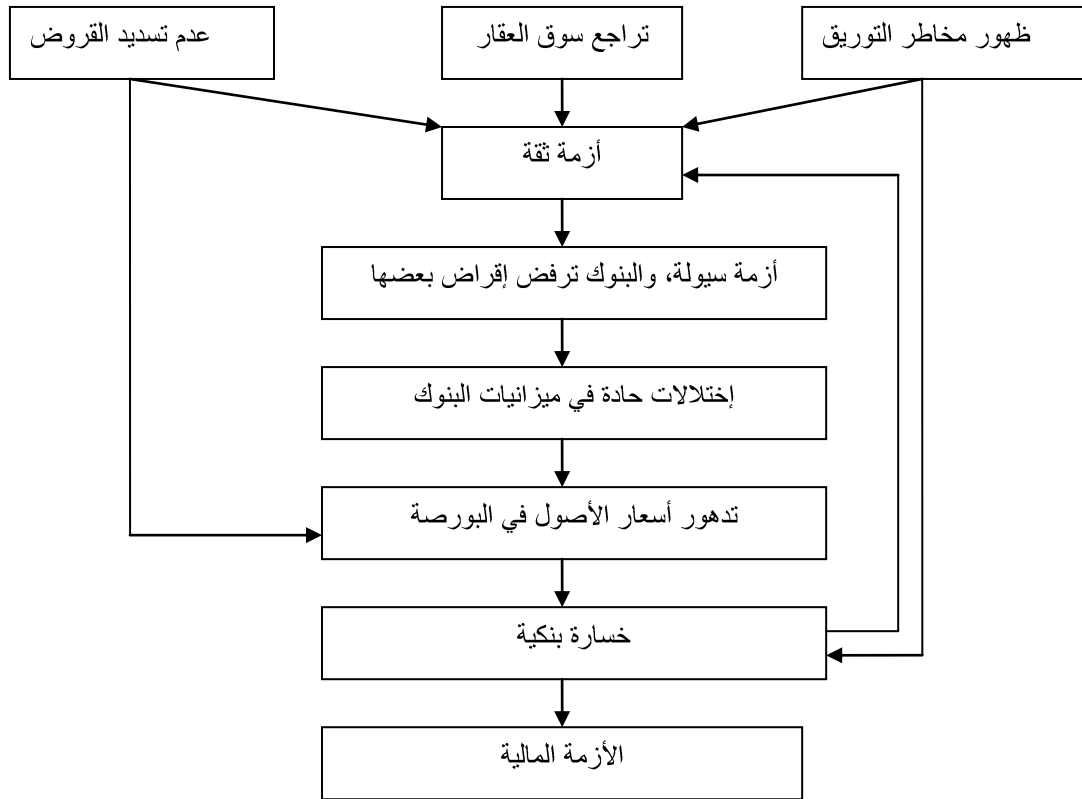 ظهور مخاطر التوريق
تراجع سوق العقار
عدم تسديد القروض
أزمة ثقة
أزمة سيولة، والبنوك ترفض إقراض بعضها
إختلالات حادة في ميزانيات البنوك
تدهور أسعار الأصول في البورصة
خسارة بنكية
الأزمة المالية